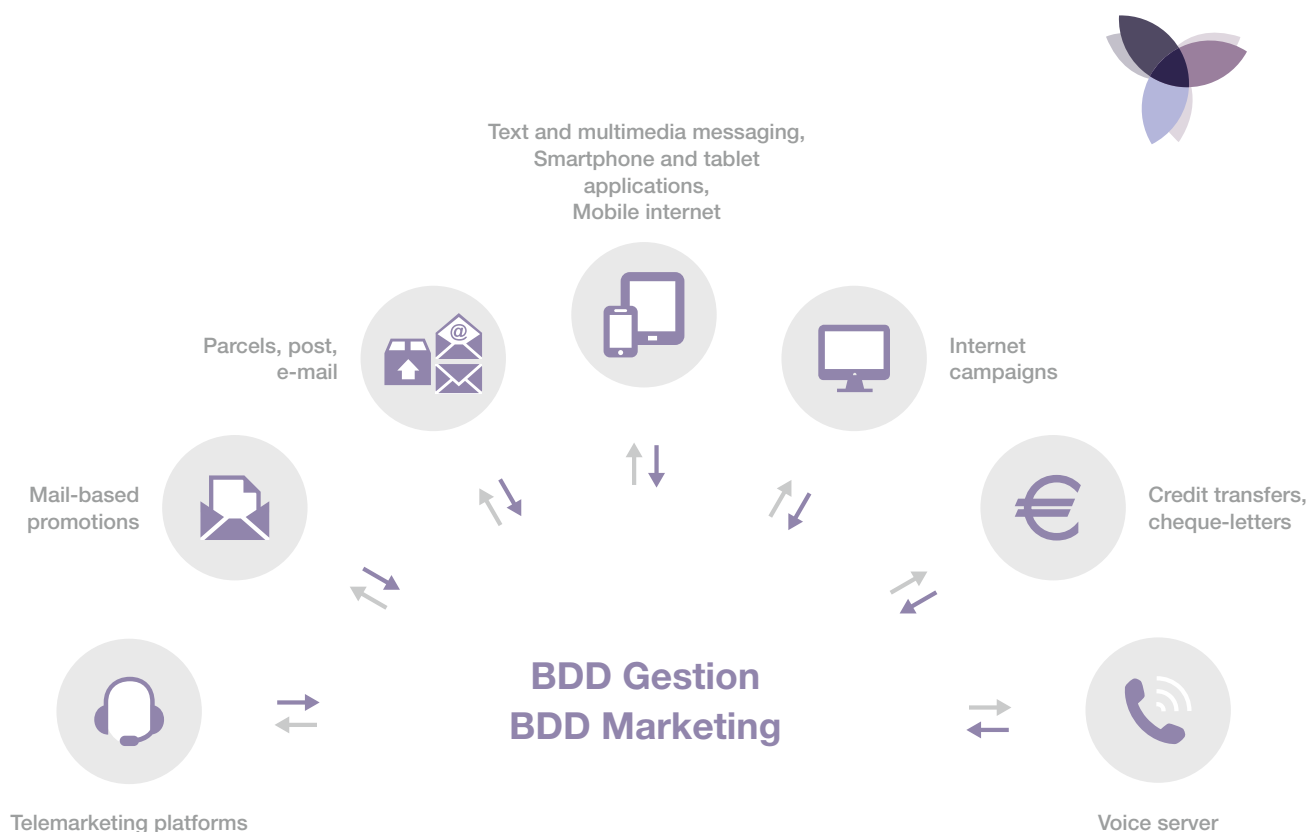 Text and multimedia messaging,
Smartphone and tablet
applications,
Mobile internet
Parcels, post,
e-mail
@
Internet
campaigns
Mail-based
promotions
€
Credit transfers,
cheque-letters
BDD Gestion
BDD Marketing
Telemarketing platforms
Voice server